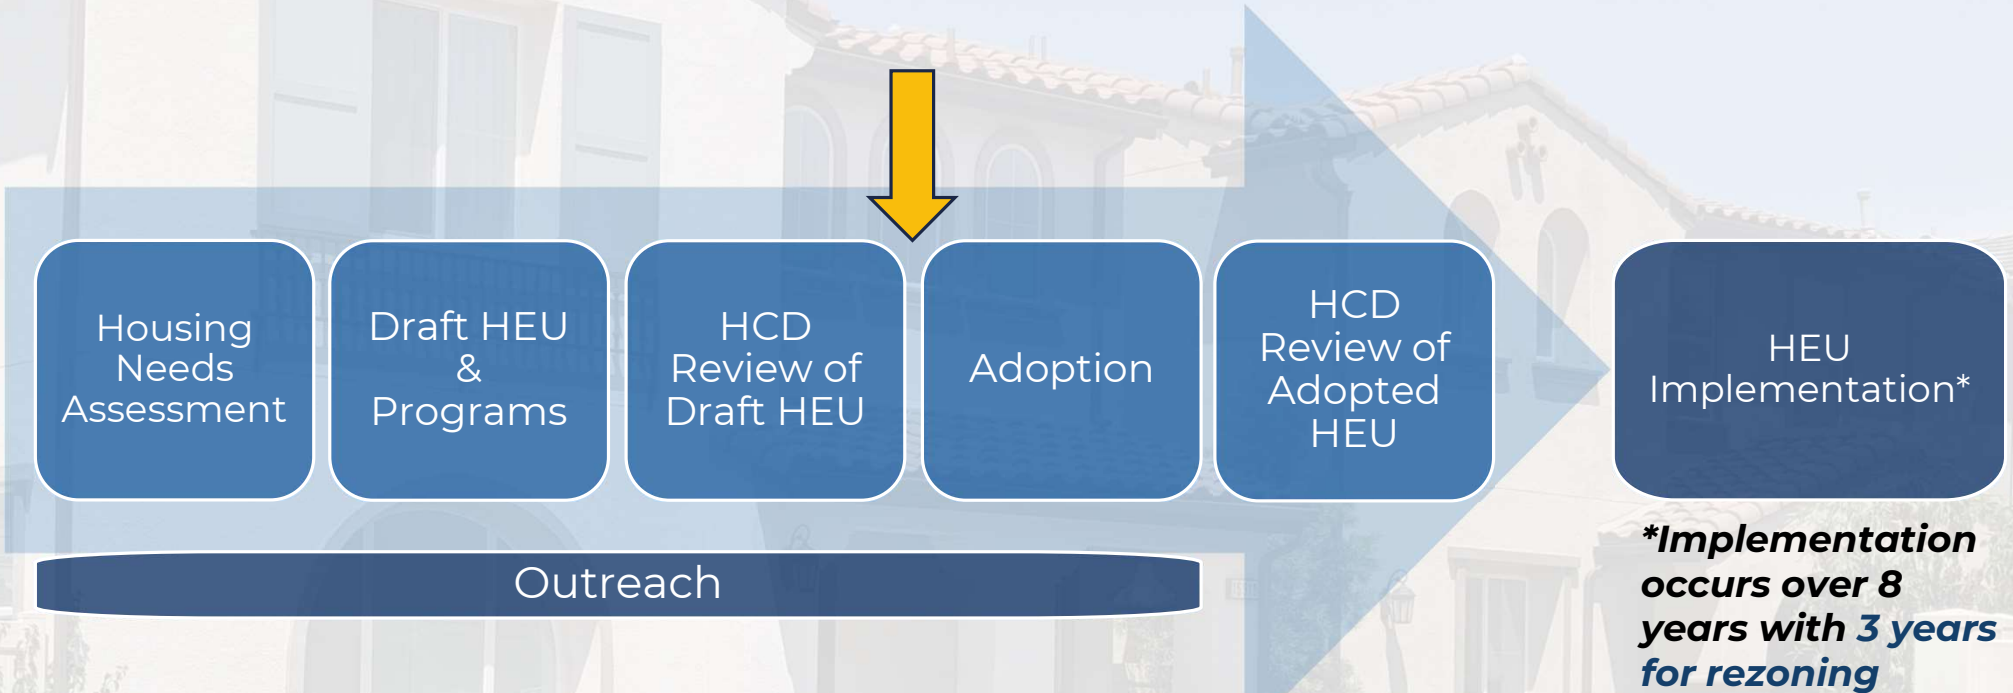 Housing
Needs
Assessment
Draft HEU
&
Programs
HCD
Review of
Draft HEU
Adoption
HCD
Review of
Adopted
HEU
HEU
Implementation*
Outreach
*Implementation
occurs over 8
years with 3 years
for rezoning